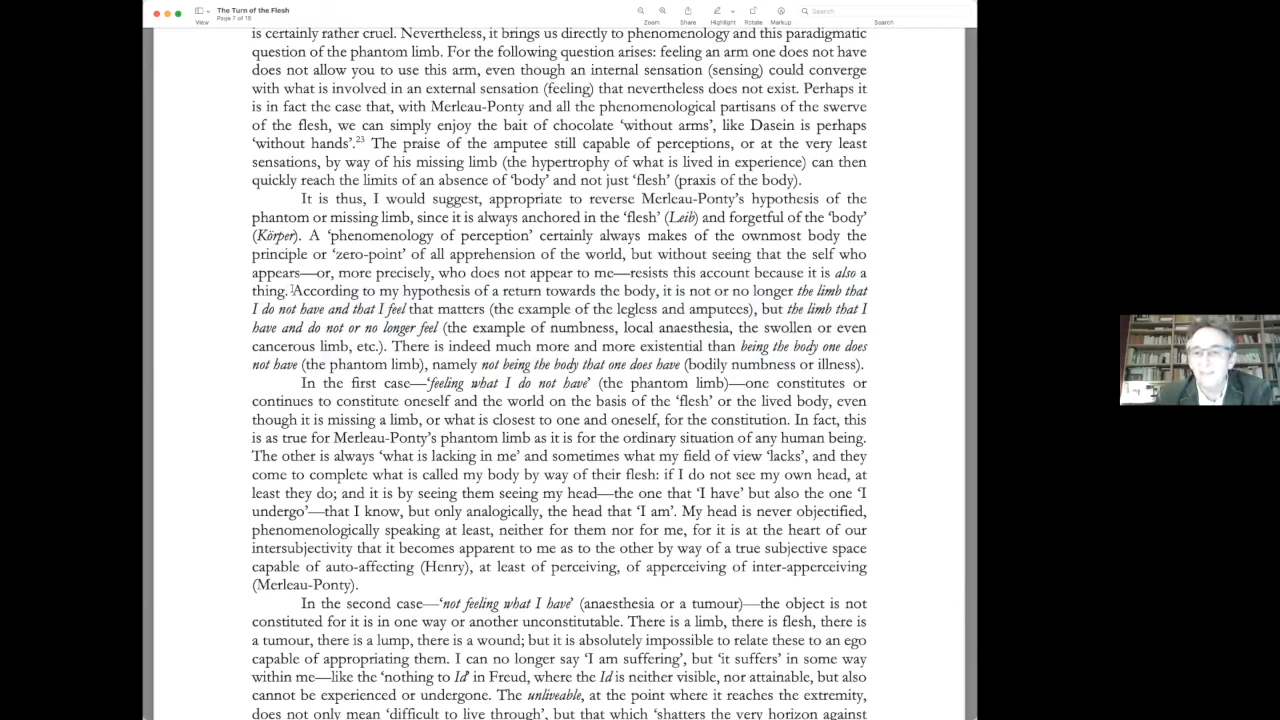 The Turn of the Flesh
Page 7 of 18
View
Zoom
Share
Highlight
Rotate
Markup
Search
Search
is certainly rather cruel. Nevertheless, it brings us directly to phenomenology and this paradigmatic
question of the phantom limb. For the following question arises: feeling an arm one does not have
does not allow you to use this arm, even though an internal sensation (sensing) could converge
with what is involved in an external sensation (feeling) that nevertheless does not exist. Perhaps it
is in fact the case that, with Merleau-Ponty and all the phenomenological partisans of the swerve
of the flesh, we can simply enjoy the bait of chocolate ‘without arms’, like Dasein is perhaps
‘without hands’.²³ The praise of the amputee still capable of perceptions, or at the very least
sensations, by way of his missing limb (the hypertrophy of what is lived in experience) can then
quickly reach the limits of an absence of ‘body’ and not just ‘flesh’ (praxis of the body).
It is thus, I would suggest, appropriate to reverse Merleau-Ponty’s hypothesis of the
phantom or missing limb, since it is always anchored in the ‘flesh’ (Leib) and forgetful of the ‘body’
(Körper). A ‘phenomenology of perception’ certainly always makes of the ownmost body the
principle or ‘zero-point’ of all apprehension of the world, but without seeing that the self who
appears—or, more precisely, who does not appear to me—resists this account because it is also a
thing. According to my hypothesis of a return towards the body, it is not or no longer the limb that
I do not have and that I feel that matters (the example of the legless and amputees), but the limb that I
have and do not or no longer feel (the example of numbness, local anaesthesia, the swollen or even
cancerous limb, etc.). There is indeed much more and more existential than being the body one does
not have (the phantom limb), namely not being the body that one does have (bodily numbness or illness).
In the first case—‘feeling what I do not have’ (the phantom limb)—one constitutes or
continues to constitute oneself and the world on the basis of the ‘flesh’ or the lived body, even
though it is missing a limb, or what is closest to one and oneself, for the constitution. In fact, this
is as true for Merleau-Ponty’s phantom limb as it is for the ordinary situation of any human being.
The other is always ‘what is lacking in me’ and sometimes what my field of view ‘lacks’, and they
come to complete what is called my body by way of their flesh: if I do not see my own head, at
least they do; and it is by seeing them seeing my head—the one that ‘I have’ but also the one ‘I
undergo’—that I know, but only analogically, the head that ‘I am’. My head is never objectified,
phenomenologically speaking at least, neither for them nor for me, for it is at the heart of our
intersubjectivity that it becomes apparent to me as to the other by way of a true subjective space
capable of auto-affecting (Henry), at least of perceiving, of apperceiving of inter-apperceiving
(Merleau-Ponty).
In the second case—‘not feeling what I have’ (anaesthesia or a tumour)—the object is not
constituted for it is in one way or another unconstitutable. There is a limb, there is flesh, there is
a tumour, there is a lump, there is a wound; but it is absolutely impossible to relate these to an ego
capable of appropriating them. I can no longer say ‘I am suffering’, but ‘it suffers’ in some way
within me—like the ‘nothing to Id’ in Freud, where the Id is neither visible, nor attainable, but also
cannot be experienced or undergone. The unliveable, at the point where it reaches the extremity,
does not only mean ‘difficult to live through’, but that which ‘shatters the very horizon against